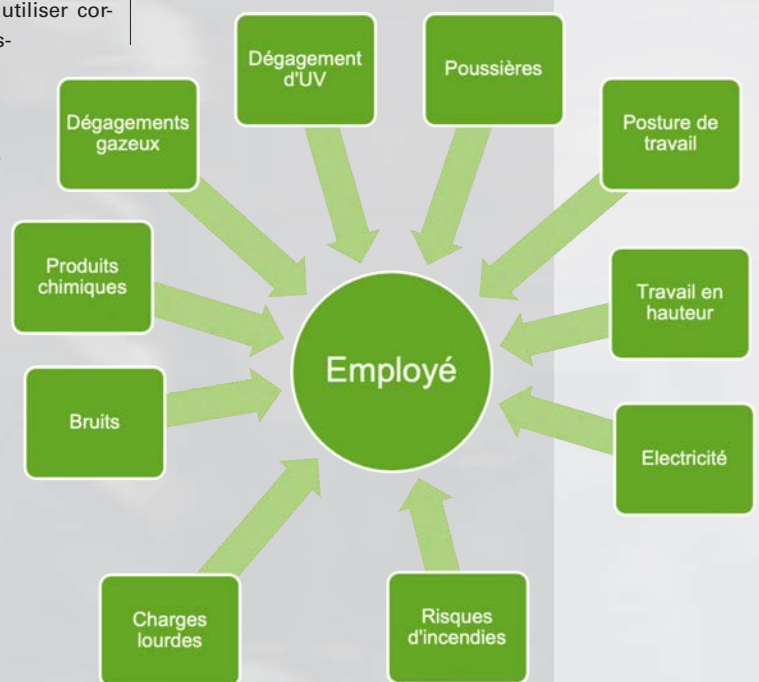 utiliser cor-
s-
Dégagement
d'UV
Poussières
Dégagements
gazeux
Posture de
travail
Produits
chimiques
Travail en
hauteur
Employé
Bruits
Electricité
Charges
lourdes
Risques
d'incendies